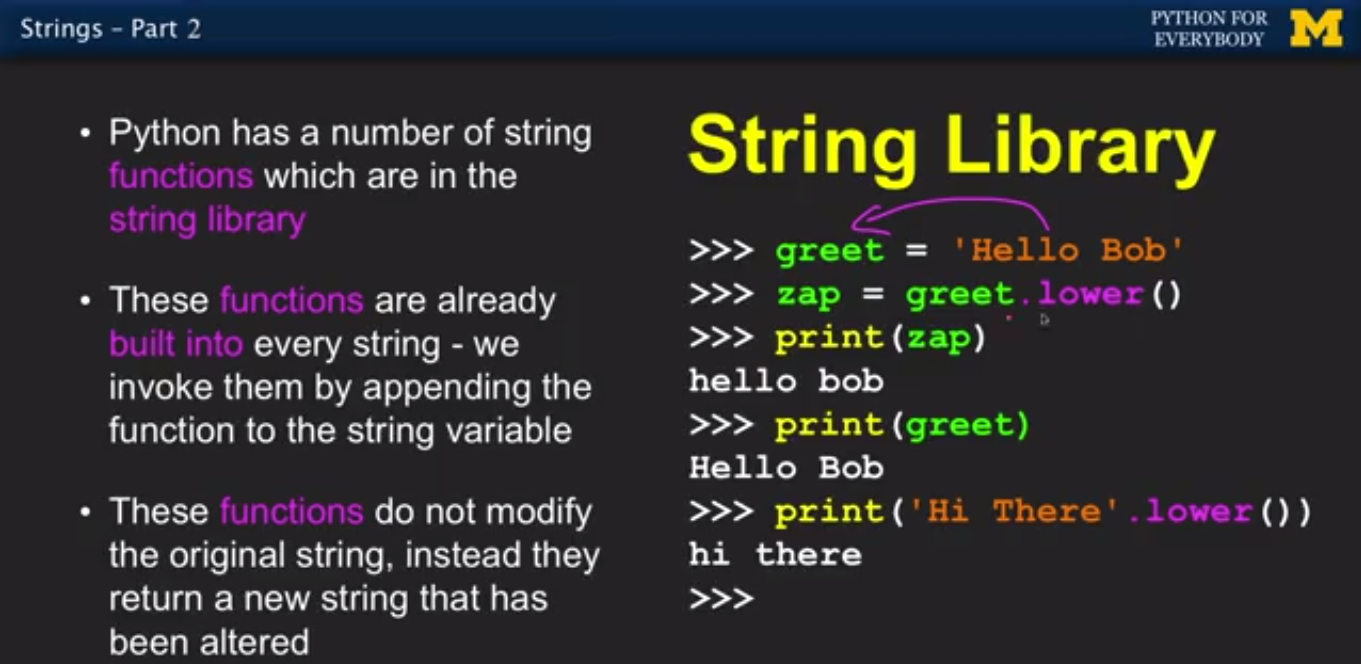 Strings – Part 2
PYTHON FOR
EVERYBODY
M
• Python has a number of string
functions which are in the
string library
• These functions are already
built into every string - we
invoke them by appending the
function to the string variable
• These functions do not modify
the original string, instead they
return a new string that has
been altered
String Library
>>> greet = 'Hello Bob'
>>> zap = greet.lower()
>>> print(zap)
hello bob
>>> print(greet)
Hello Bob
>>> print('Hi There'.lower())
hi there
>>>